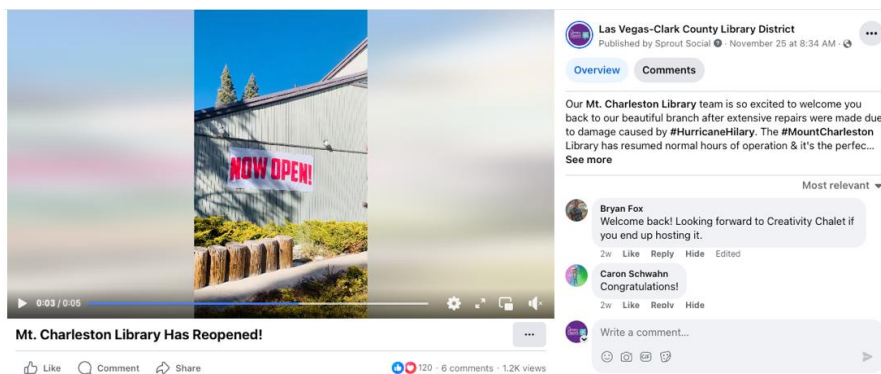 NOW OPEN!
0:03 / 0:05
Mt. Charleston Library Has Reopened!
Like Comment Share
120 · 6 comments · 1.2K views
Las Vegas-Clark County Library District
Published by Sprout Social · November 25 at 8:34 AM ·
Overview Comments
Our Mt. Charleston Library team is so excited to welcome you
back to our beautiful branch after extensive repairs were made due
to damage caused by #HurricaneHilary. The #MountCharleston
Library has resumed normal hours of operation & it's the perfec...
See more
Most relevant
Bryan Fox
Welcome back! Looking forward to Creativity Chalet if
you end up hosting it.
2w Like Reply Hide Edited
Caron Schwahn
Congratulations!
2w Like Reply Hide
Write a comment...
GIF